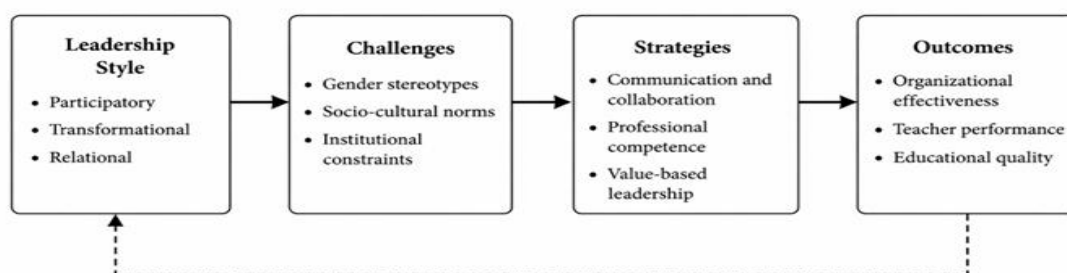 Leadership
Style
• Participatory
• Transformational
• Relational
Challenges
• Gender stereotypes
• Socio-cultural norms
• Institutional
constraints
Strategies
• Communication and
collaboration
• Professional
competence
• Value-based
leadership
Outcomes
• Organizational
effectiveness
• Teacher performance
• Educational quality